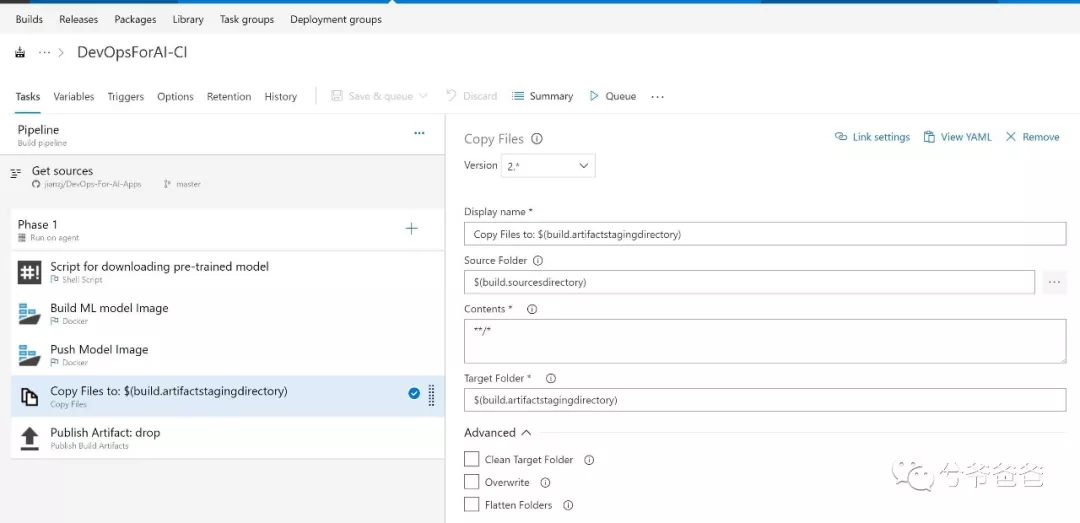 Builds Releases Packages Library Task groups Deployment groups
... > DevOpsForAI-CI
Tasks Variables Triggers Options Retention History Save & queue Discard Summary Queue ...
Pipeline ...
Build pipeline
Get sources
jianzj/DevOps-For-AI-Apps master
Phase 1 +
Run on agent
#! Script for downloading pre-trained model
Shell Script
Build ML model Image
Docker
Push Model Image
Docker
Copy Files to: $(build.artifactstagingdirectory)
Copy Files
Publish Artifact: drop
Publish Build Artifacts
Copy Files Link settings View YAML Remove
Version 2.*
Display name *
Copy Files to: $(build.artifactstagingdirectory)
Source Folder
$(build.sourcesdirectory) ...
Contents *
**/*
Target Folder *
$(build.artifactstagingdirectory)
Advanced
Clean Target Folder
Overwrite
Flatten Folders
兮爷爸爸